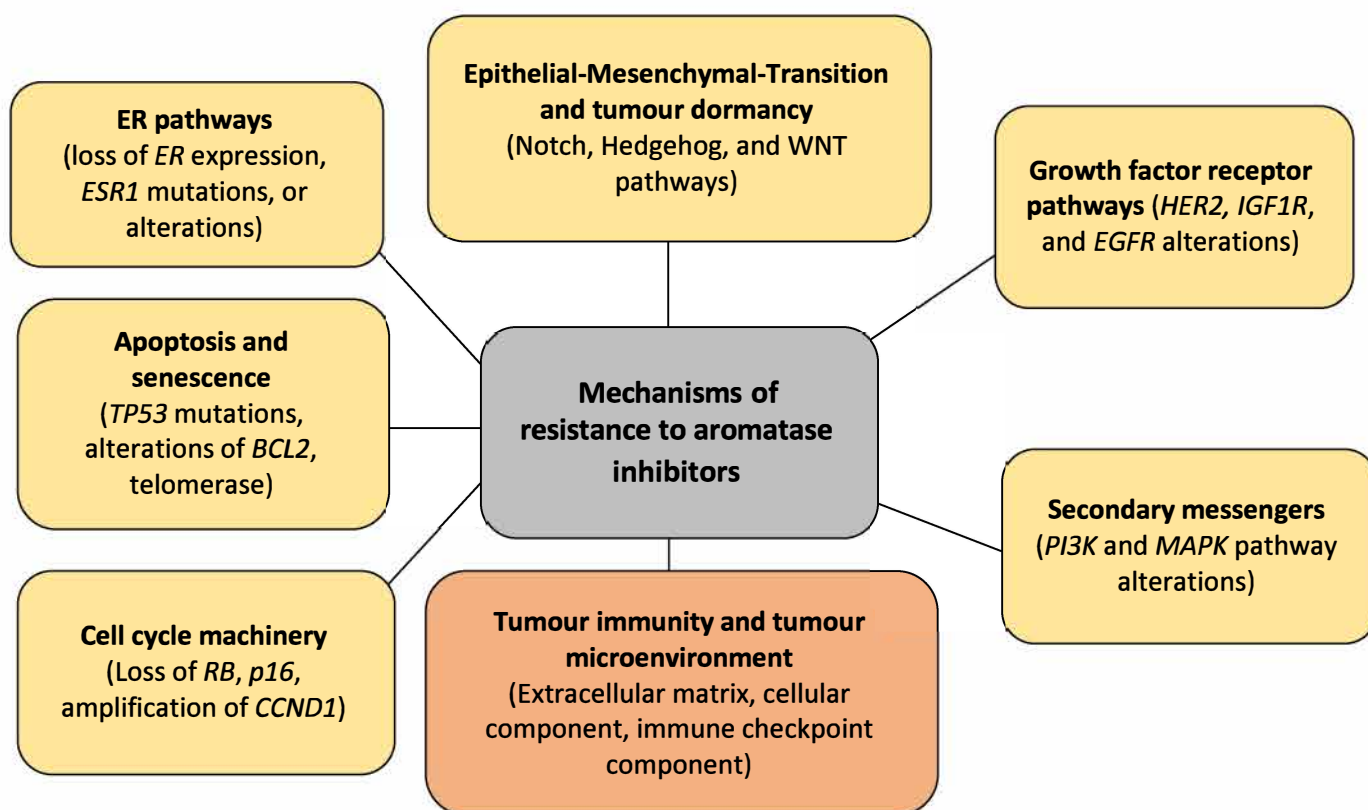 Epithelial-Mesenchymal-Transition
and tumour dormancy
(Notch, Hedgehog, and WNT
pathways)
ER pathways
(loss of ER expression,
ESR1 mutations, or
alterations)
Growth factor receptor
pathways (HER2, IGF1R,
and EGFR alterations)
Apoptosis and
senescence
(TP53 mutations,
alterations of BCL2,
telomerase)
Mechanisms of
resistance to aromatase
inhibitors
Secondary messengers
(PI3K and MAPK pathway
alterations)
Cell cycle machinery
(Loss of RB, p16,
amplification of CCND1)
Tumour immunity and tumour
microenvironment
(Extracellular matrix, cellular
component, immune checkpoint
component)